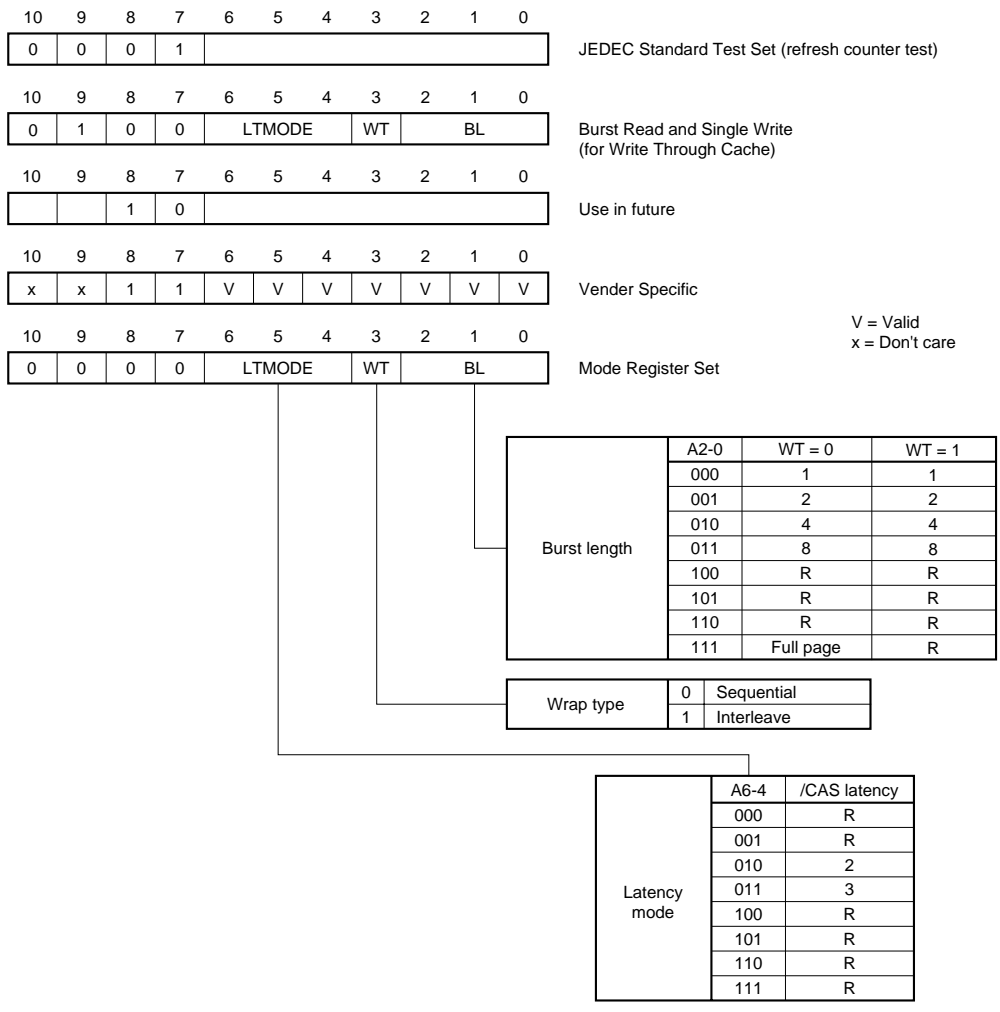 10 9 8 7 6 5 4 3 2 1 0
0 0 0 1 JEDEC Standard Test Set (refresh counter test)
10 9 8 7 6 5 4 3 2 1 0
0 1 0 0 LTMODE WT BL Burst Read and Single Write
(for Write Through Cache)
10 9 8 7 6 5 4 3 2 1 0
1 0 Use in future
10 9 8 7 6 5 4 3 2 1 0
x x 1 1 V V V V V V V Vender Specific
V = Valid
x = Don't care
10 9 8 7 6 5 4 3 2 1 0
0 0 0 0 LTMODE WT BL Mode Register Set
Burst length
A2-0 WT = 0 WT = 1
000 1 1
001 2 2
010 4 4
011 8 8
100 R R
101 R R
110 R R
111 Full page R
Wrap type
0 Sequential
1 Interleave
Latency
mode
A6-4 /CAS latency
000 R
001 R
010 2
011 3
100 R
101 R
110 R
111 R